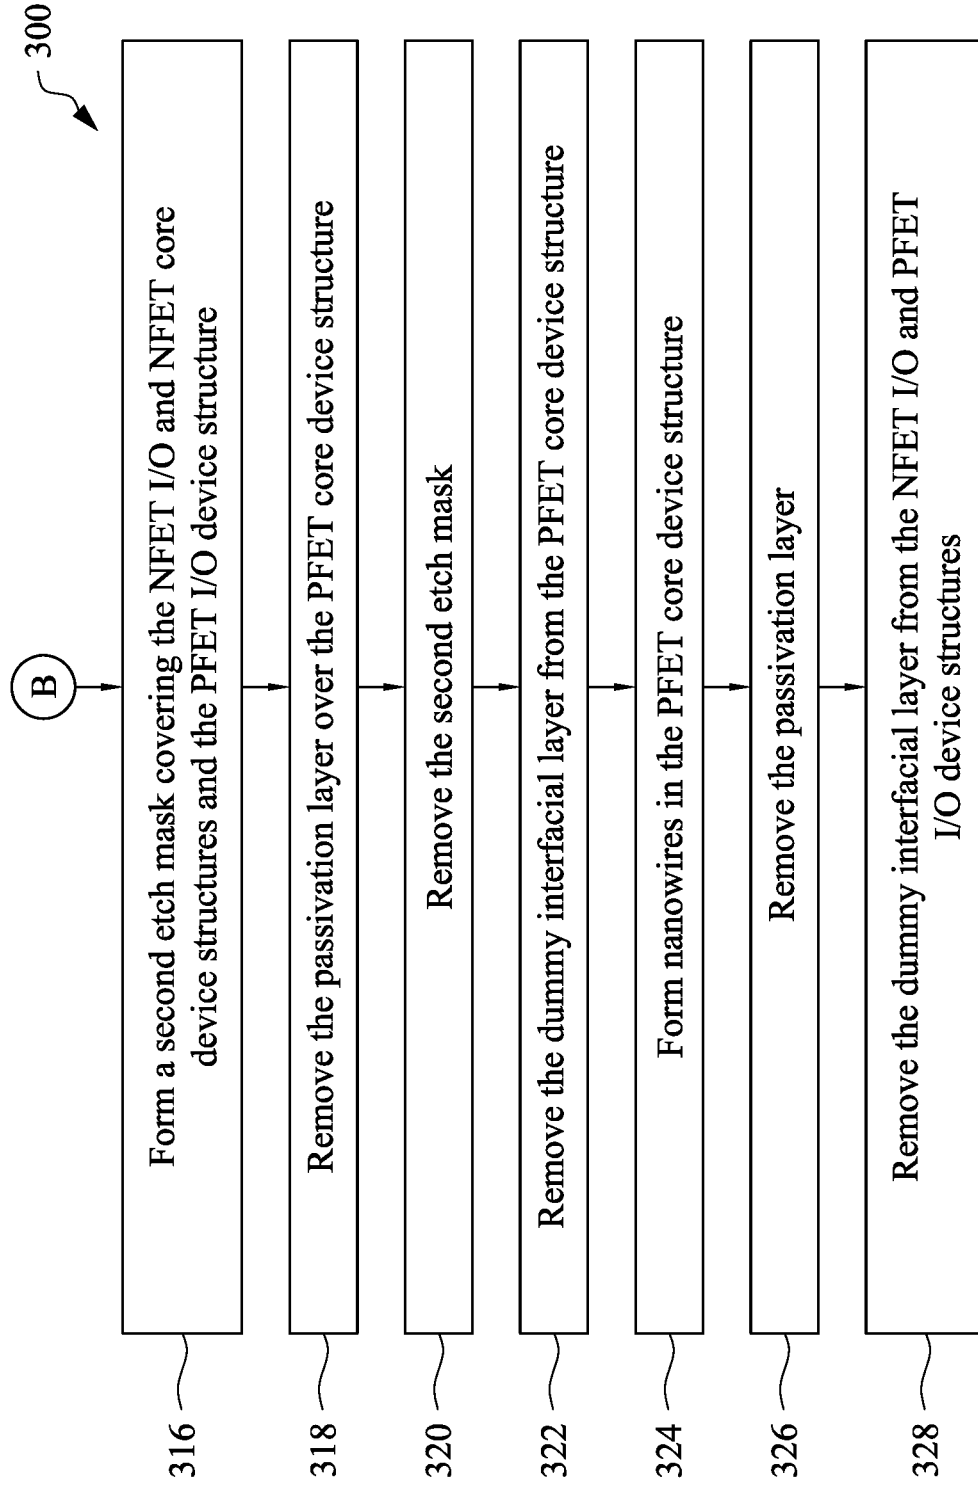 300
B
316
Form a second etch mask covering the NFET I/O and NFET core
device structures and the PFET I/O device structure
318
Remove the passivation layer over the PFET core device structure
320
Remove the second etch mask
322
Remove the dummy interfacial layer from the PFET core device structure
324
Form nanowires in the PFET core device structure
326
Remove the passivation layer
328
Remove the dummy interfacial layer from the NFET I/O and PFET
I/O device structures